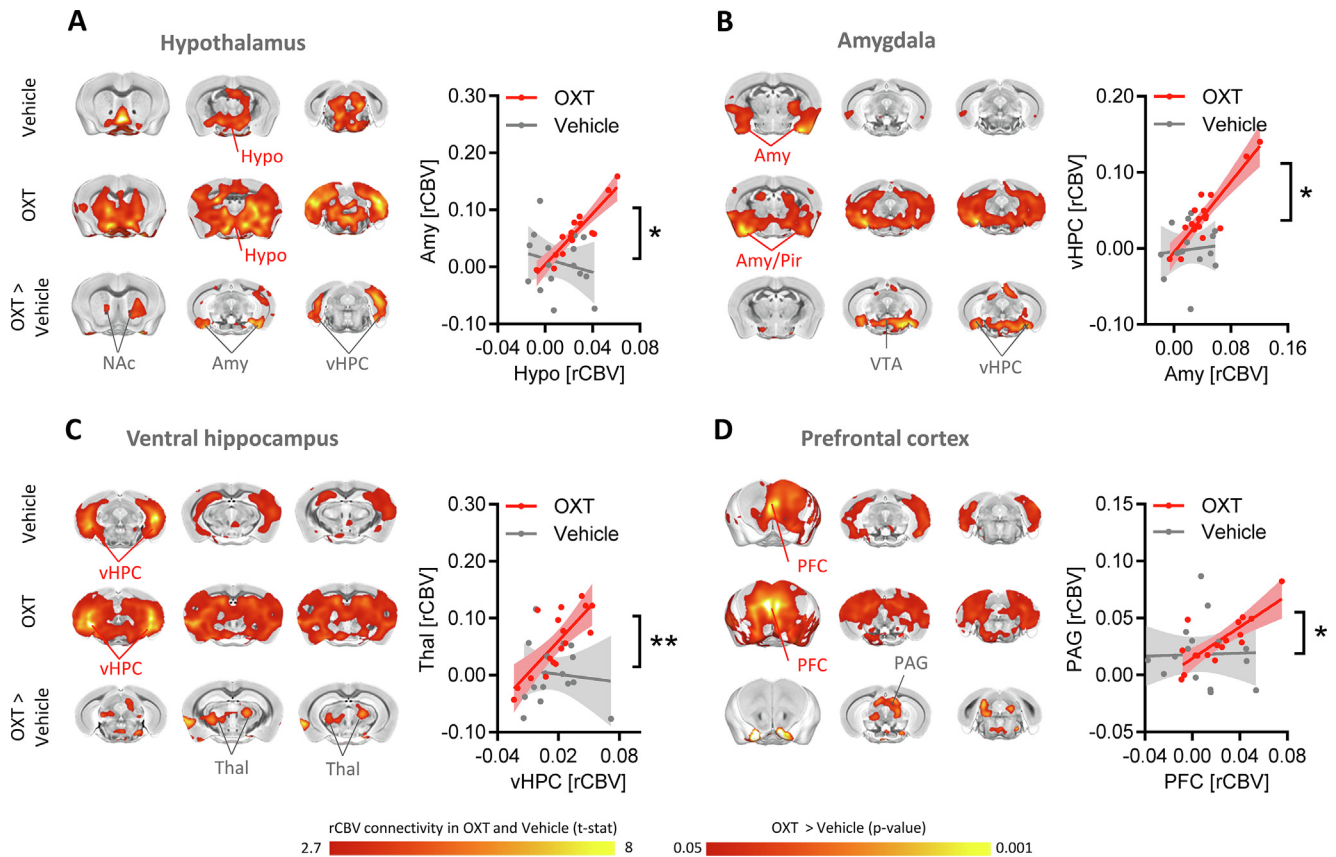 A
Hypothalamus
Vehicle
Hypo
OXT
Hypo
OXT >
Vehicle
NAc
Amy
vHPC
OXT
Vehicle
0.30
0.20
0.10
0.00
-0.10
Amy [rCBV]
-0.04
0.00
0.04
0.08
Hypo [rCBV]
*
B
Amygdala
Amy
Amy/Pir
VTA
vHPC
OXT
Vehicle
0.20
0.10
0.00
-0.10
vHPC [rCBV]
0.00
0.08
0.16
Amy [rCBV]
*
C
Ventral hippocampus
Vehicle
vHPC
OXT
vHPC
OXT >
Vehicle
Thal
Thal
OXT
Vehicle
0.30
0.20
0.10
0.00
-0.10
Thal [rCBV]
-0.04
0.02
0.08
vHPC [rCBV]
**
D
Prefrontal cortex
PFC
PFC
PAG
OXT
Vehicle
0.15
0.10
0.05
0.00
-0.05
PAG [rCBV]
-0.04
0.00
0.04
0.08
PFC [rCBV]
*
rCBV connectivity in OXT and Vehicle (t-stat)
2.7
8
OXT > Vehicle (p-value)
0.05
0.001